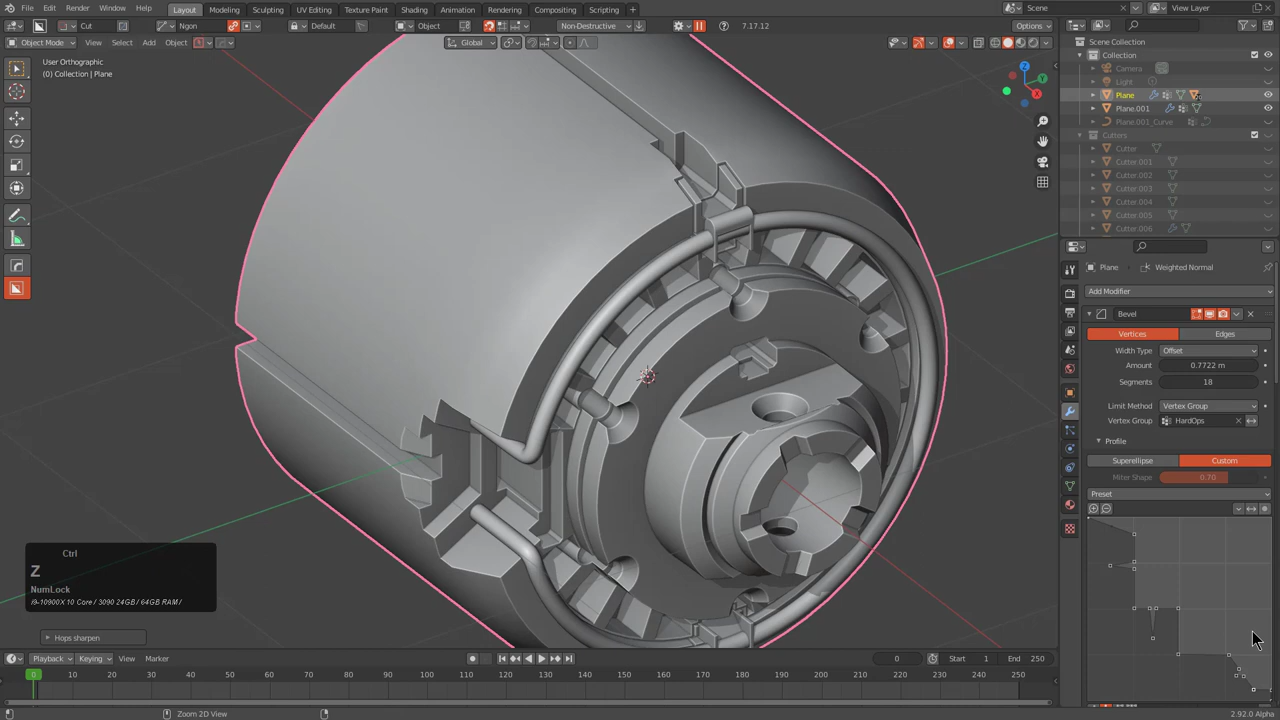 File Edit Render Window Help Layout Modeling Sculpting UV Editing Texture Paint Shading Animation Rendering Compositing Scripting +
Scene View Layer
Cut Ngon Default Object Non-Destructive 7.17.12 Options
Object Mode View Select Add Object Global
User Orthographic
(0) Collection | Plane
Z
Y
X
Scene Collection
Collection
Camera
Light
Plane
Plane.001
Plane.001_Curve
Cutters
Cutter
Cutter.001
Cutter.002
Cutter.003
Cutter.004
Cutter.005
Cutter.006
Plane > Weighted Normal
Add Modifier
Bevel
Vertices Edges
Width Type Offset
Amount 0.7722 m
Segments 18
Limit Method Vertex Group
Vertex Group HardOps
Profile
Superellipse Custom
Miter Shape 0.70
Preset
Ctrl
Z
NumLock
i9-10900X 10 Core / 3090 24GB / 64GB RAM /
Hops sharpen
Playback Keying View Marker 0 Start 1 End 250
0 10 20 30 40 50 60 70 80 90 100 110 120 130 140 150 160 170 180 190 200 210 220 230 240 250
Select Zoom 2D View 2.92.0 Alpha